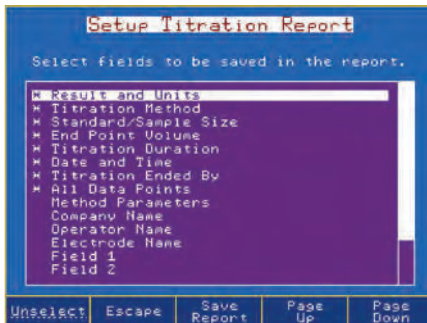 Setup Titration Report
Select fields to be saved in the report.
* Result and Units
* Titration Method
* Standard/Sample Size
* End Point Volume
* Titration Duration
* Date and Time
* Titration Ended By
* All Data Points
Method Parameters
Company Name
Operator Name
Electrode Name
Field 1
Field 2
Unselect Escape Save Report Page Up Page Down